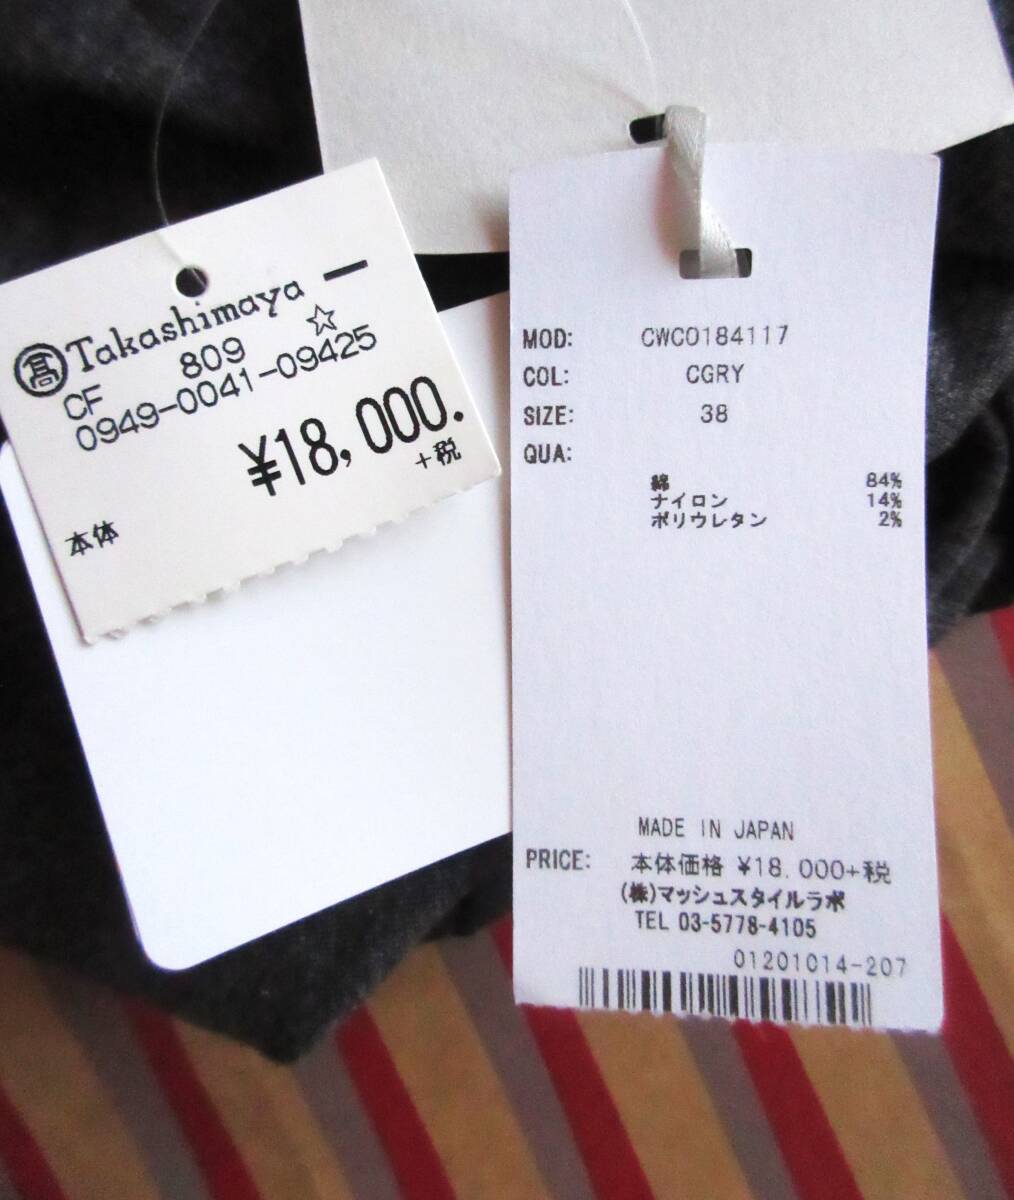 髙 Takashimaya
CF 809 ☆
0949-0041-09425
¥18,000.
+税
本体
MOD: CWCO184117
COL: CGRY
SIZE: 38
QUA:
綿 84%
ナイロン 14%
ポリウレタン 2%
MADE IN JAPAN
PRICE: 本体価格 ¥18,000+税
(株)マッシュスタイルラボ
TEL 03-5778-4105
01201014-207